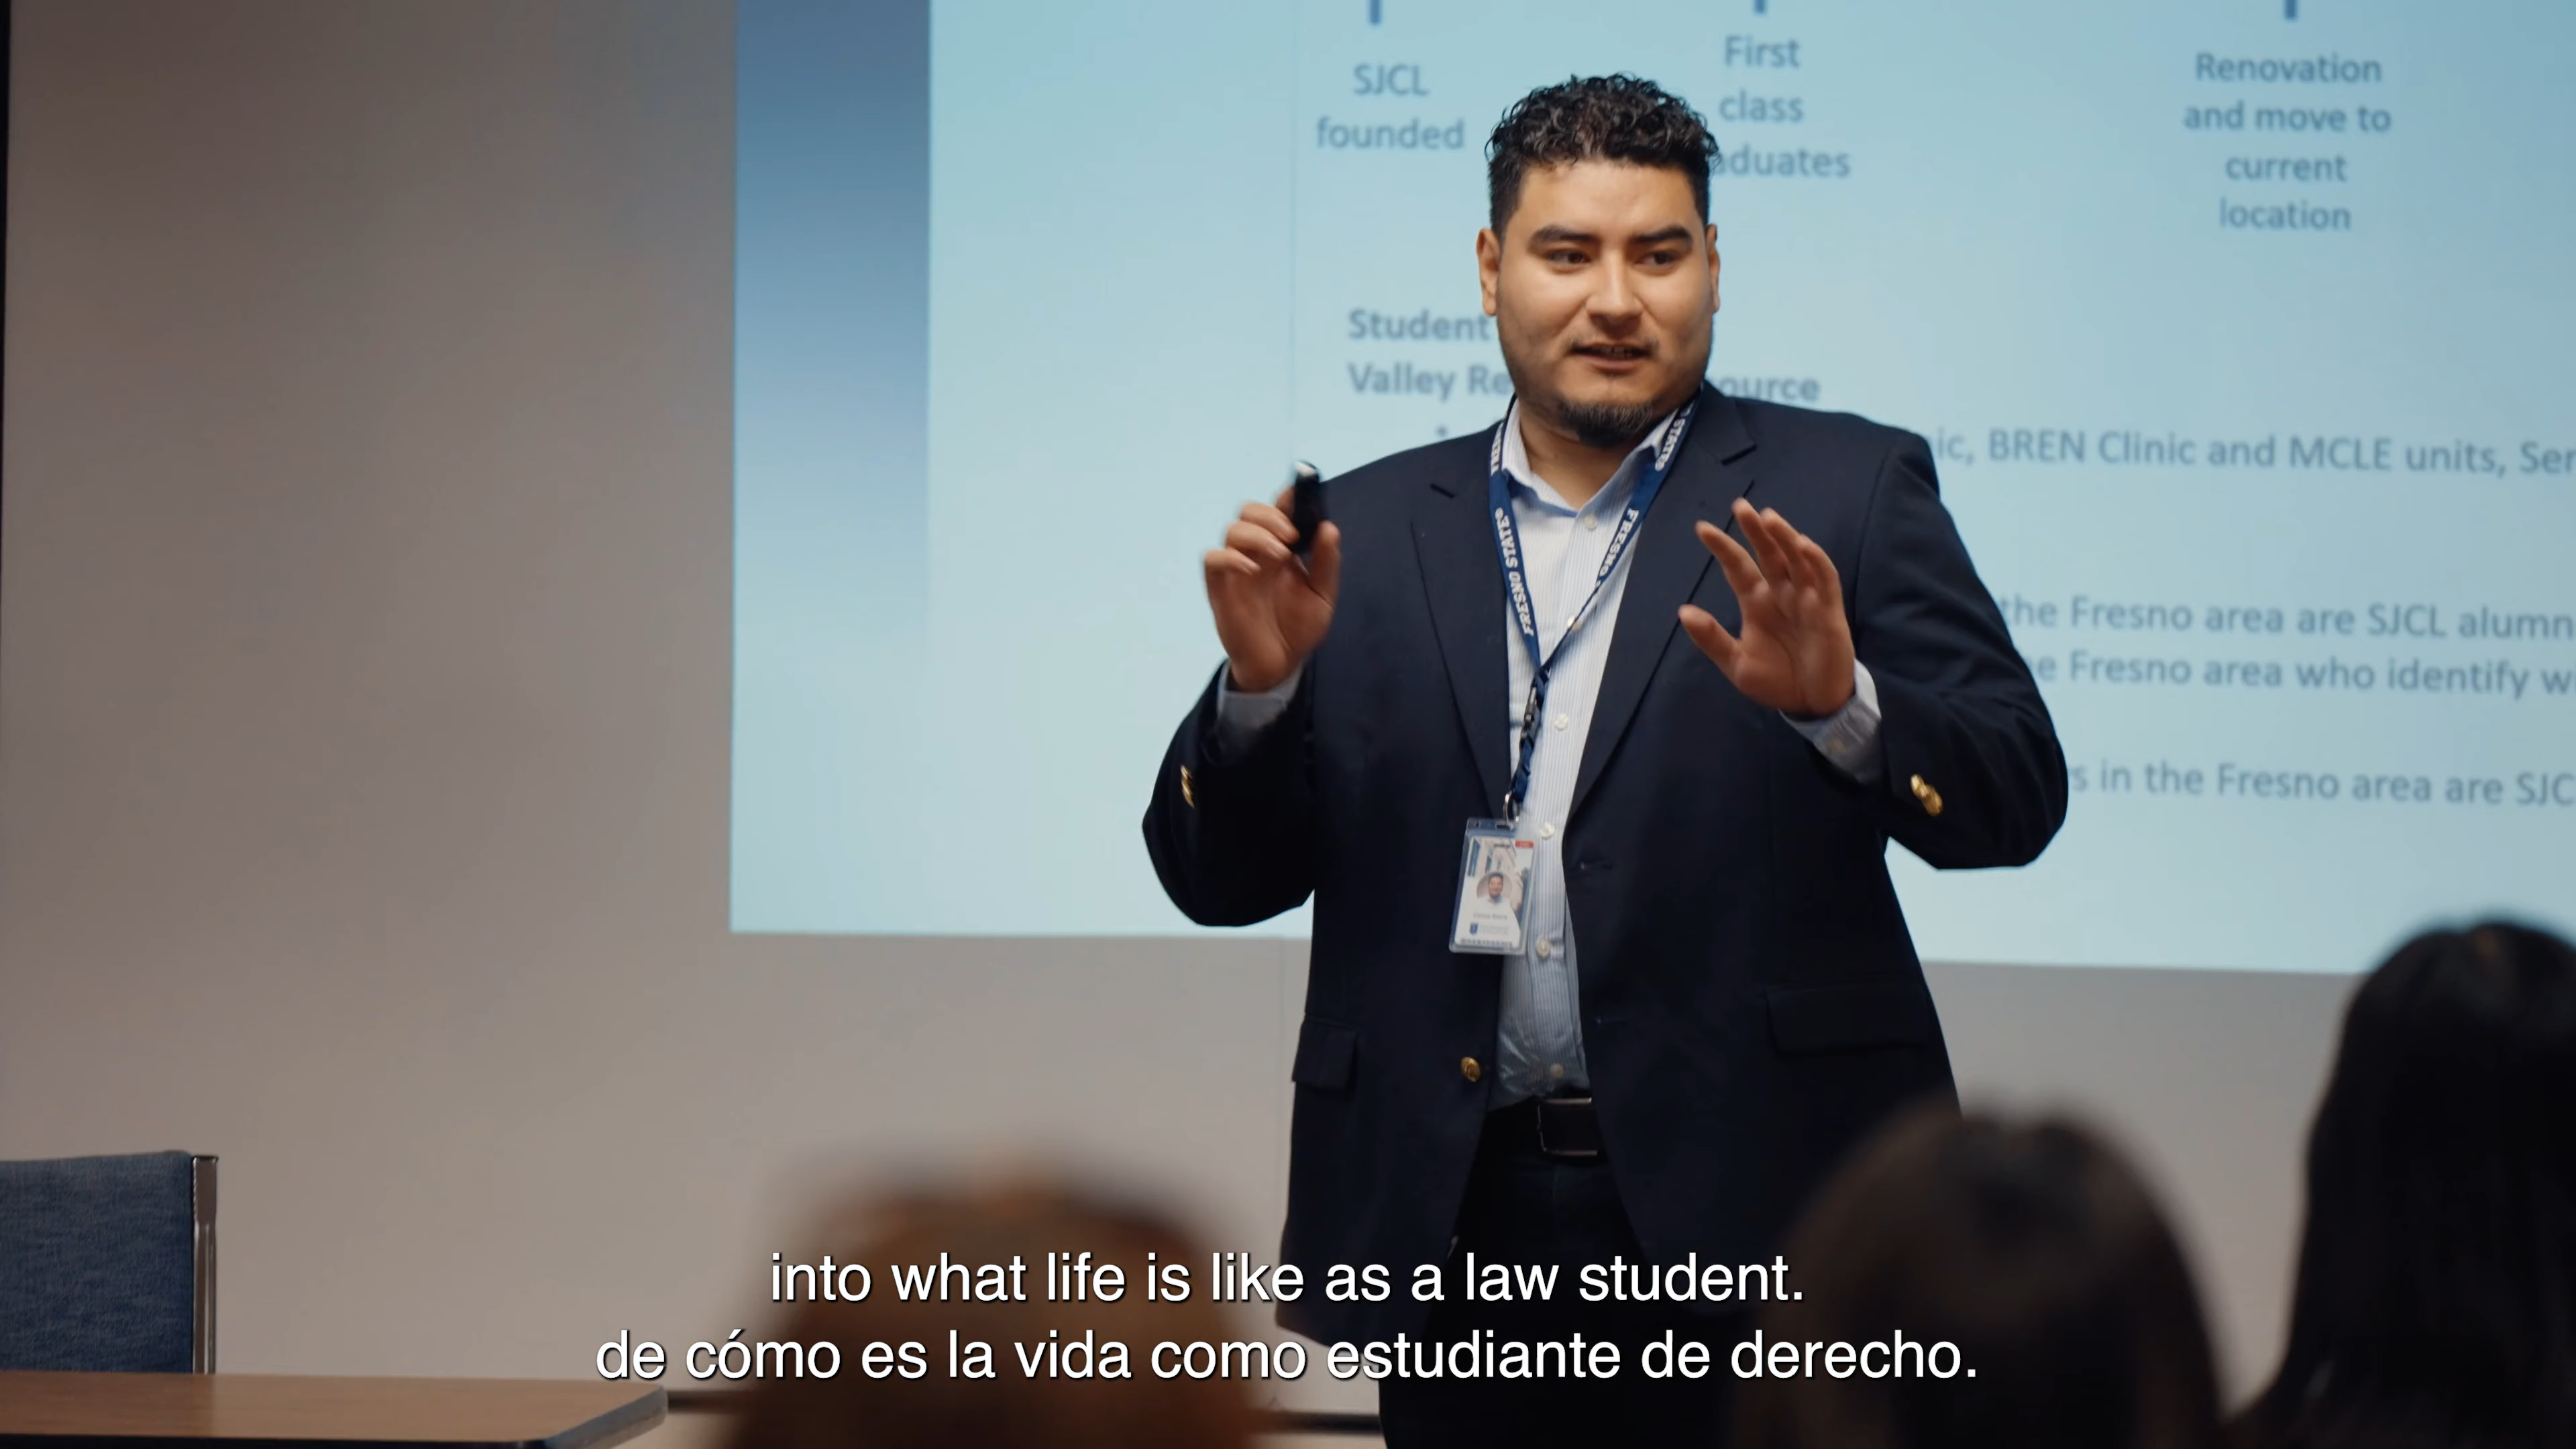 SJCL
founded
First
class
aduates
Renovation
and move to
current
location
Student
Valley Re ource
ic, BREN Clinic and MCLE units, Ser
the Fresno area are SJCL alumn
e Fresno area who identify w
s in the Fresno area are SJC
STATE
FRESNO STATE
FRESNO
into what life is like as a law student.
de cómo es la vida como estudiante de derecho.